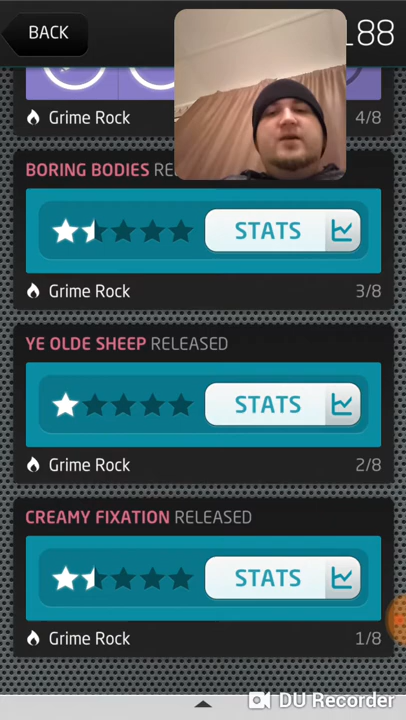 BACK
88
Grime Rock 4/8
BORING BODIES
STATS
Grime Rock 3/8
YE OLDE SHEEP RELEASED
STATS
Grime Rock 2/8
CREAMY FIXATION RELEASED
STATS
Grime Rock 1/8
DU Recorder